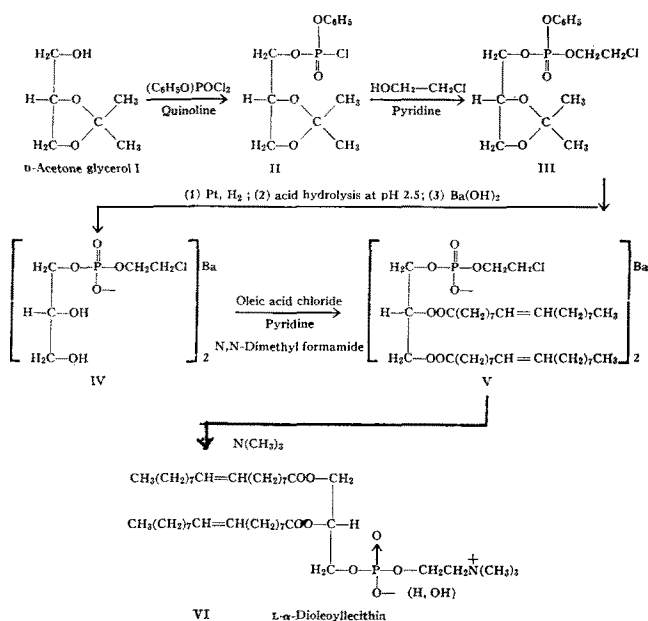 OC₆H₅
H₂C—OH
H₂C—O—P—Cl
O
H—C—O
C
CH₃
CH₃
H₂C—O
D-Acetone glycerol I
(C₆H₅O)POCl₂
Quinoline
H—C—O
C
CH₃
CH₃
H₂C—O
II
HOCH₂—CH₂Cl
Pyridine
OC₆H₅
H₂C—O—P—OCH₂CH₂Cl
O
H—C—O
C
CH₃
CH₃
H₂C—O
III
(1) Pt, H₂ ; (2) acid hydrolysis at pH 2.5; (3) Ba(OH)₂
O
H₂C—O—P—OCH₂CH₂Cl
O—
H—C—OH
H₂C—OH
Ba
2
IV
Oleic acid chloride
Pyridine
N,N-Dimethyl formamide
O
H₂C—O—P—OCH₂CH₂Cl
O—
H—C—OOC(CH₂)₇CH=CH(CH₂)₇CH₃
H₂C—OOC(CH₂)₇CH=CH(CH₂)₇CH₃
Ba
2
V
N(CH₃)₃
CH₃(CH₂)₇CH=CH(CH₂)₇COO—CH₂
CH₃(CH₂)₇CH=CH(CH₂)₇COO—C—H
O
H₂C—O—P—O—CH₂CH₂N(CH₃)₃
+
O— (H, OH)
VI L-α-Dioleoyllecithin